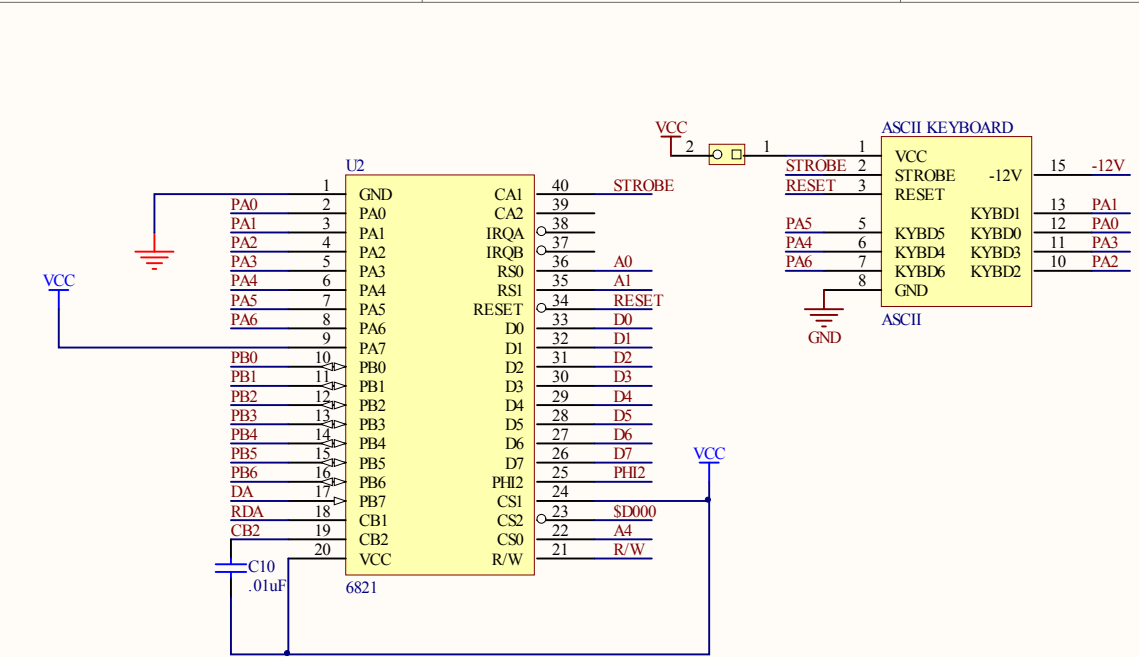 VCC
2
1
ASCII KEYBOARD
1 VCC
STROBE 2 STROBE
RESET 3 RESET
PA5 5 KYBD5
PA4 6 KYBD4
PA6 7 KYBD6
8 GND
GND
-12V 15 -12V
KYBD1 13 PA1
KYBD0 12 PA0
KYBD3 11 PA3
KYBD2 10 PA2
ASCII
U2
1 GND
PA0 2 PA0
PA1 3 PA1
PA2 4 PA2
PA3 5 PA3
PA4 6 PA4
PA5 7 PA5
PA6 8 PA6
VCC
9 PA7
PB0 10 PB0
PB1 11 PB1
PB2 12 PB2
PB3 13 PB3
PB4 14 PB4
PB5 15 PB5
PB6 16 PB6
DA 17 PB7
RDA 18 CB1
CB2 19 CB2
20 VCC
CA1 40 STROBE
CA2 39
IRQA 38
IRQB 37
RS0 36 A0
RS1 35 A1
RESET 34 RESET
D0 33 D0
D1 32 D1
D2 31 D2
D3 30 D3
D4 29 D4
D5 28 D5
D6 27 D6
D7 26 D7
PHI2 25 PHI2
CS1 24
CS2 23 $D000
CS0 22 A4
R/W 21 R/W
VCC
C10
.01uF
6821